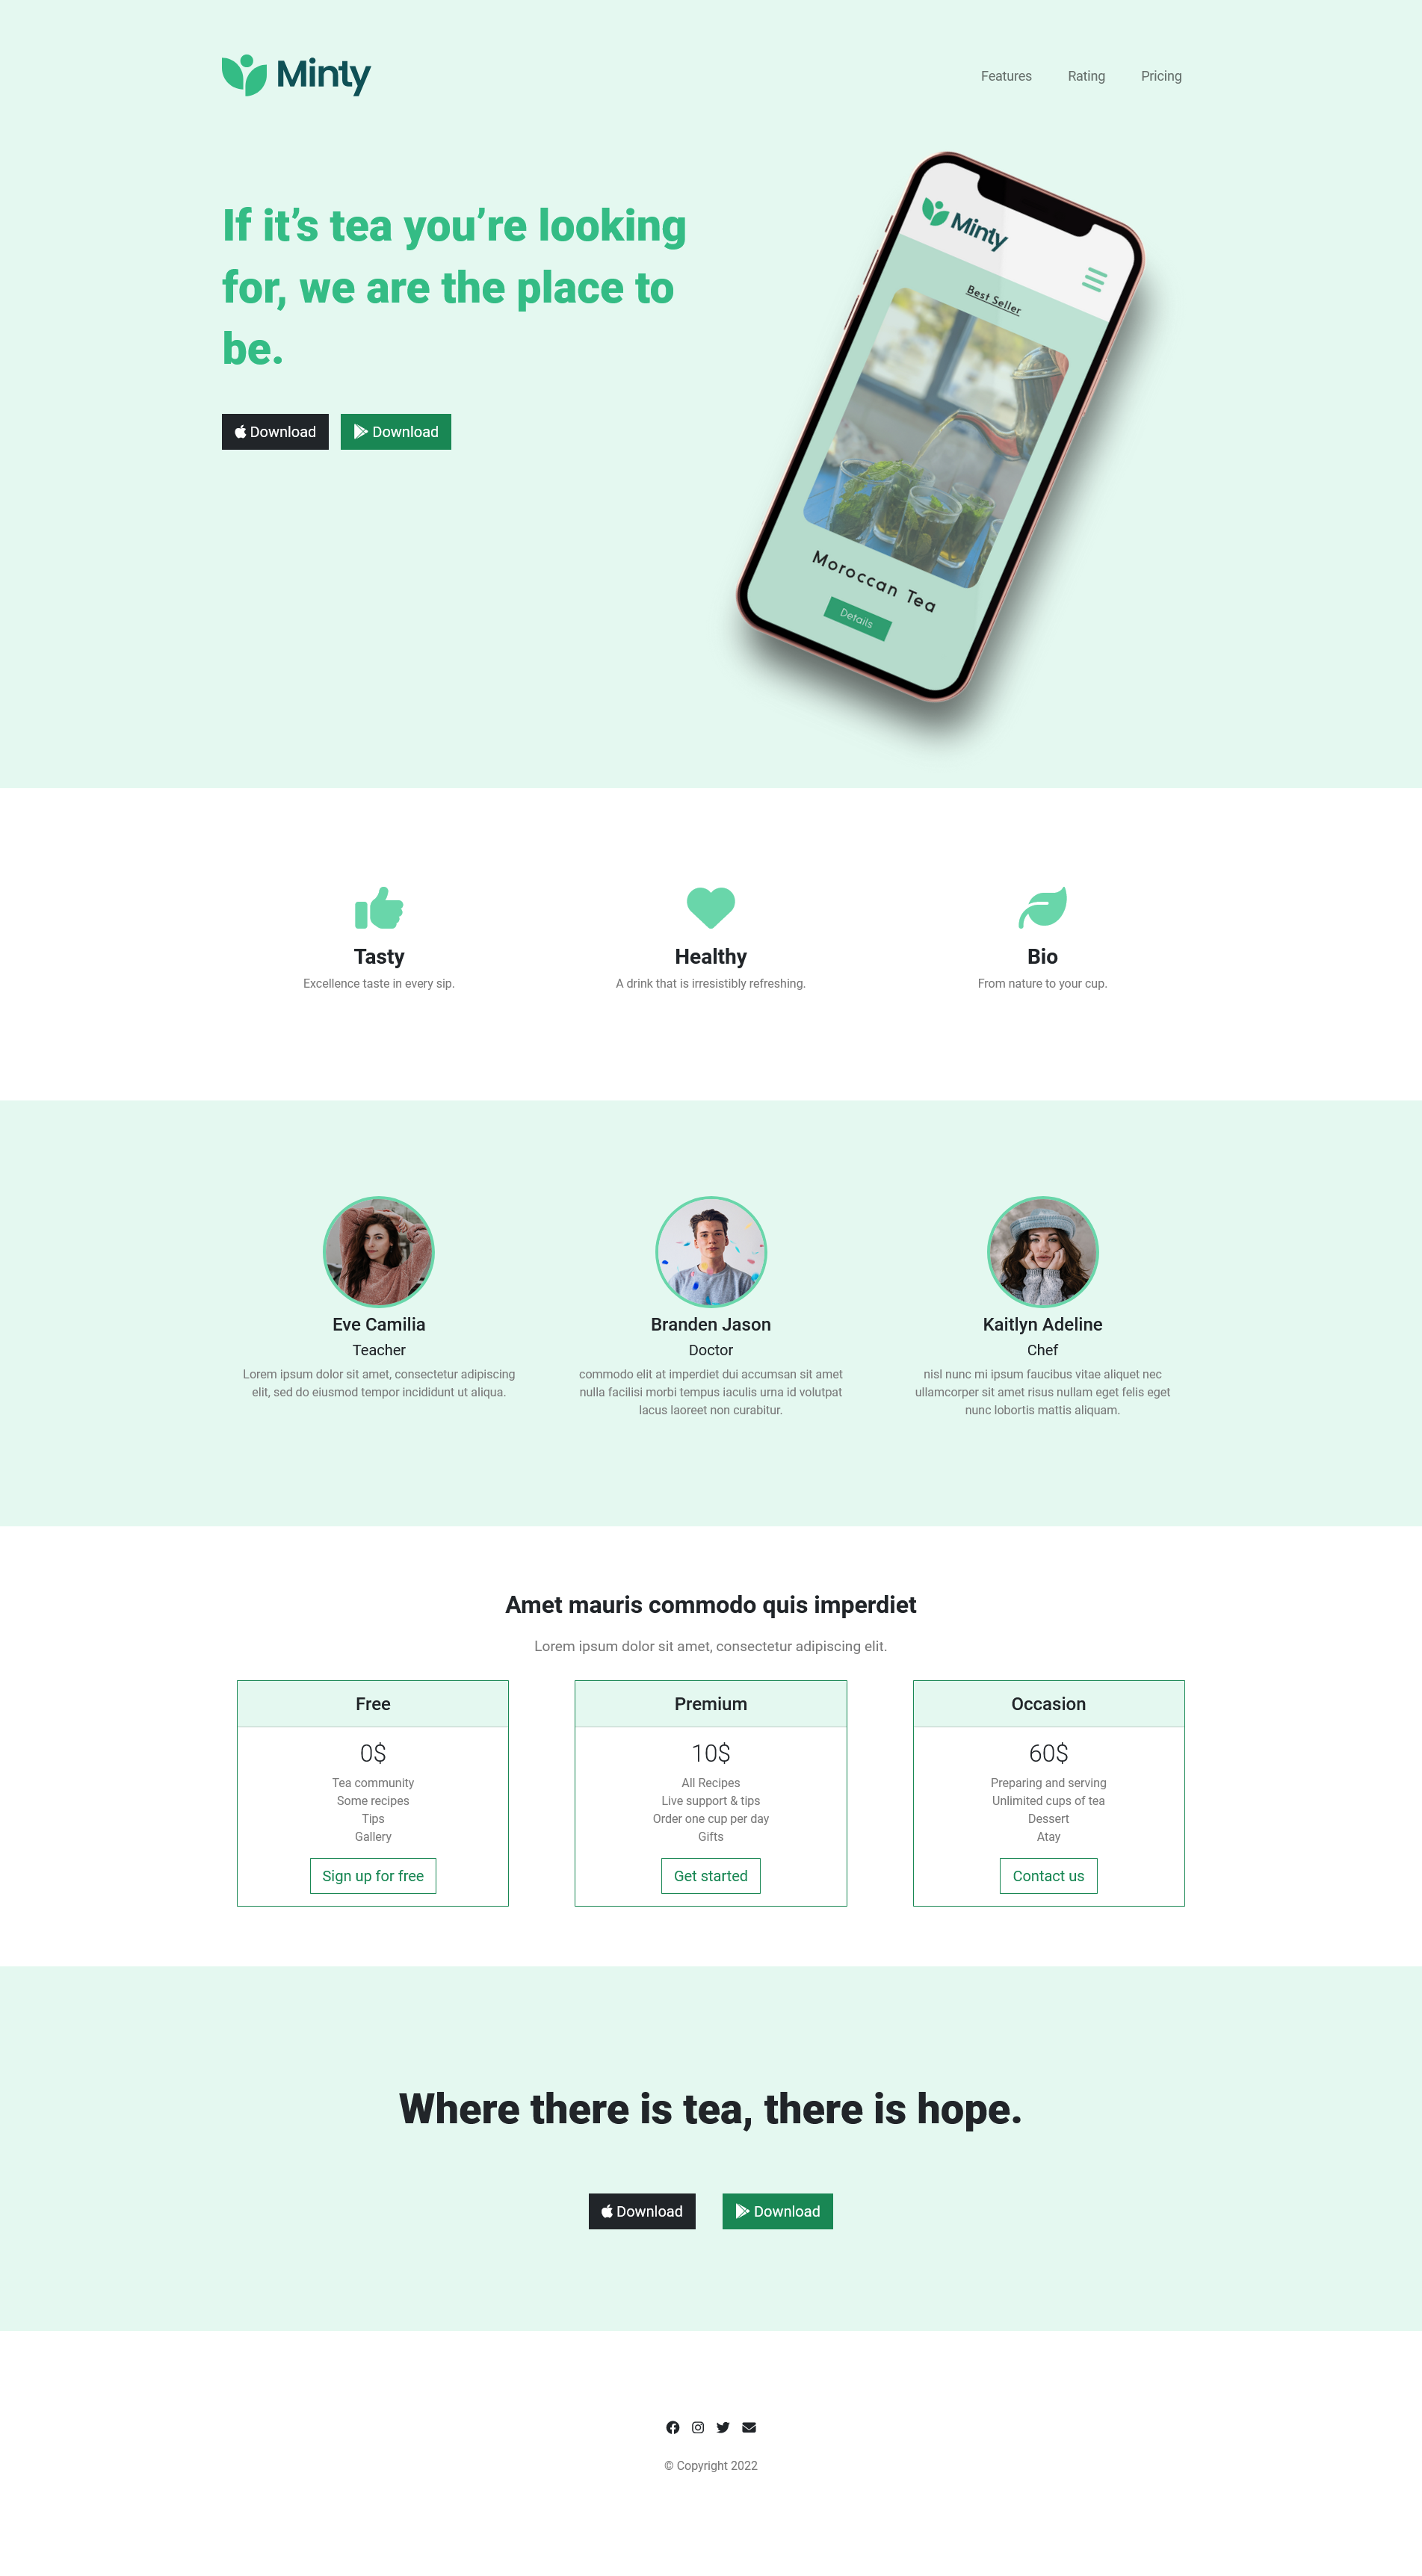 Minty
Features Rating Pricing
If it’s tea you’re looking
for, we are the place to
be.
Download Download
Minty
Best Seller
Moroccan Tea
Details
Tasty
Excellence taste in every sip.
Healthy
A drink that is irresistibly refreshing.
Bio
From nature to your cup.
Eve Camilia
Teacher
Lorem ipsum dolor sit amet, consectetur adipiscing
elit, sed do eiusmod tempor incididunt ut aliqua.
Branden Jason
Doctor
commodo elit at imperdiet dui accumsan sit amet
nulla facilisi morbi tempus iaculis urna id volutpat
lacus laoreet non curabitur.
Kaitlyn Adeline
Chef
nisl nunc mi ipsum faucibus vitae aliquet nec
ullamcorper sit amet risus nullam eget felis eget
nunc lobortis mattis aliquam.
Amet mauris commodo quis imperdiet
Lorem ipsum dolor sit amet, consectetur adipiscing elit.
Free
0$
Tea community
Some recipes
Tips
Gallery
Sign up for free
Premium
10$
All Recipes
Live support & tips
Order one cup per day
Gifts
Get started
Occasion
60$
Preparing and serving
Unlimited cups of tea
Dessert
Atay
Contact us
Where there is tea, there is hope.
Download Download
© Copyright 2022